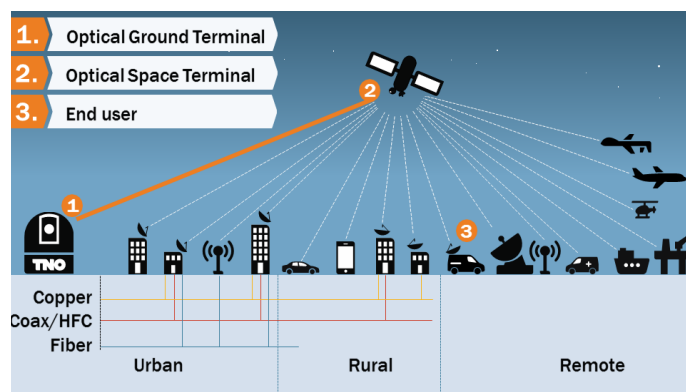 1. Optical Ground Terminal
2. Optical Space Terminal
3. End user
2
1
3
TNO
Copper
Coax/HFC
Fiber
Urban
Rural
Remote